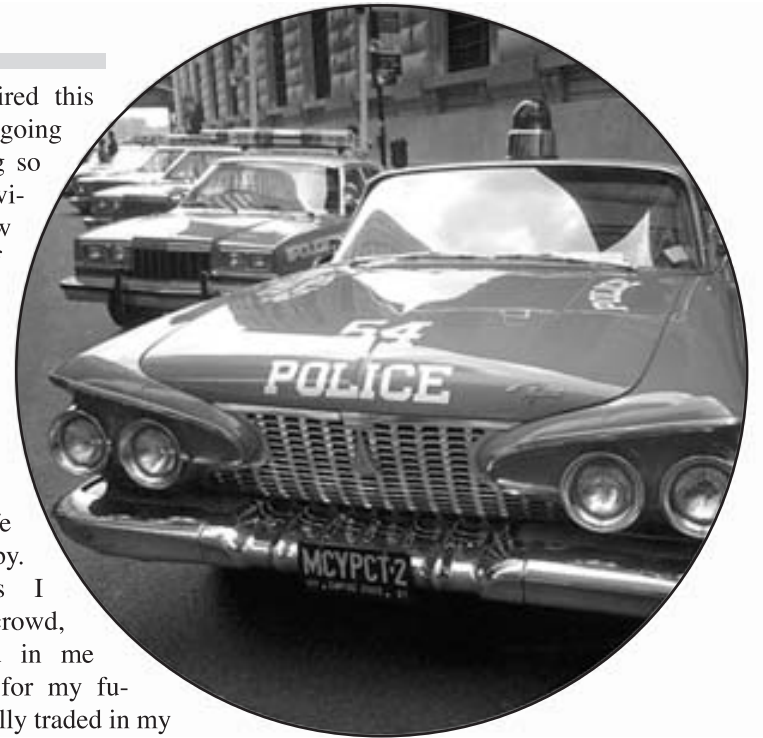 ired this
going
g so
vi-
w
POLICE
54
POLICE
MCYPCT·2
s I
crowd,
in me
for my fu-
lly traded in my